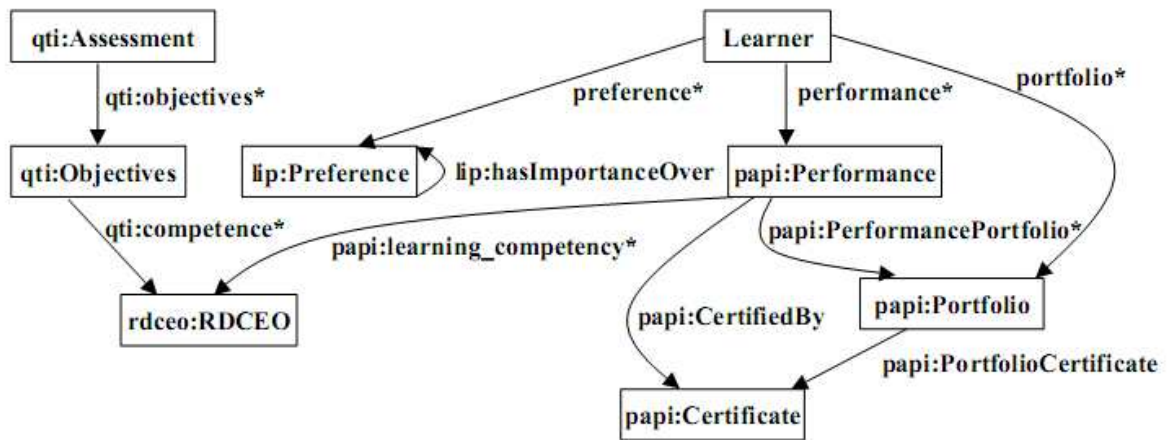 qti:Assessment
Learner
qti:objectives*
preference*
performance*
portfolio*
qti:Objectives
lip:Preference
lip:hasImportanceOver
papi:Performance
qti:competence*
papi:learning_competency*
papi:PerformancePortfolio*
rdceo:RDCEO
papi:CertifiedBy
papi:Portfolio
papi:PortfolioCertificate
papi:Certificate